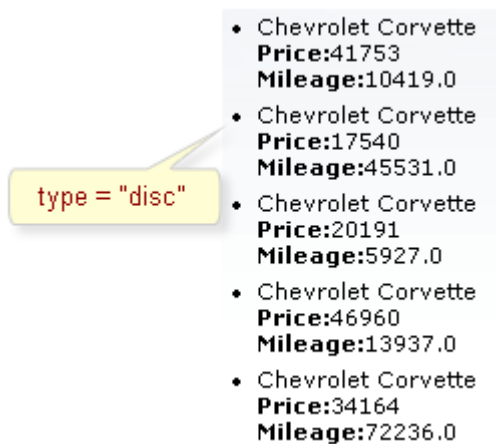 Chevrolet Corvette
Price:41753
Mileage:10419.0
Chevrolet Corvette
Price:17540
Mileage:45531.0
type = "disc"
Chevrolet Corvette
Price:20191
Mileage:5927.0
Chevrolet Corvette
Price:46960
Mileage:13937.0
Chevrolet Corvette
Price:34164
Mileage:72236.0